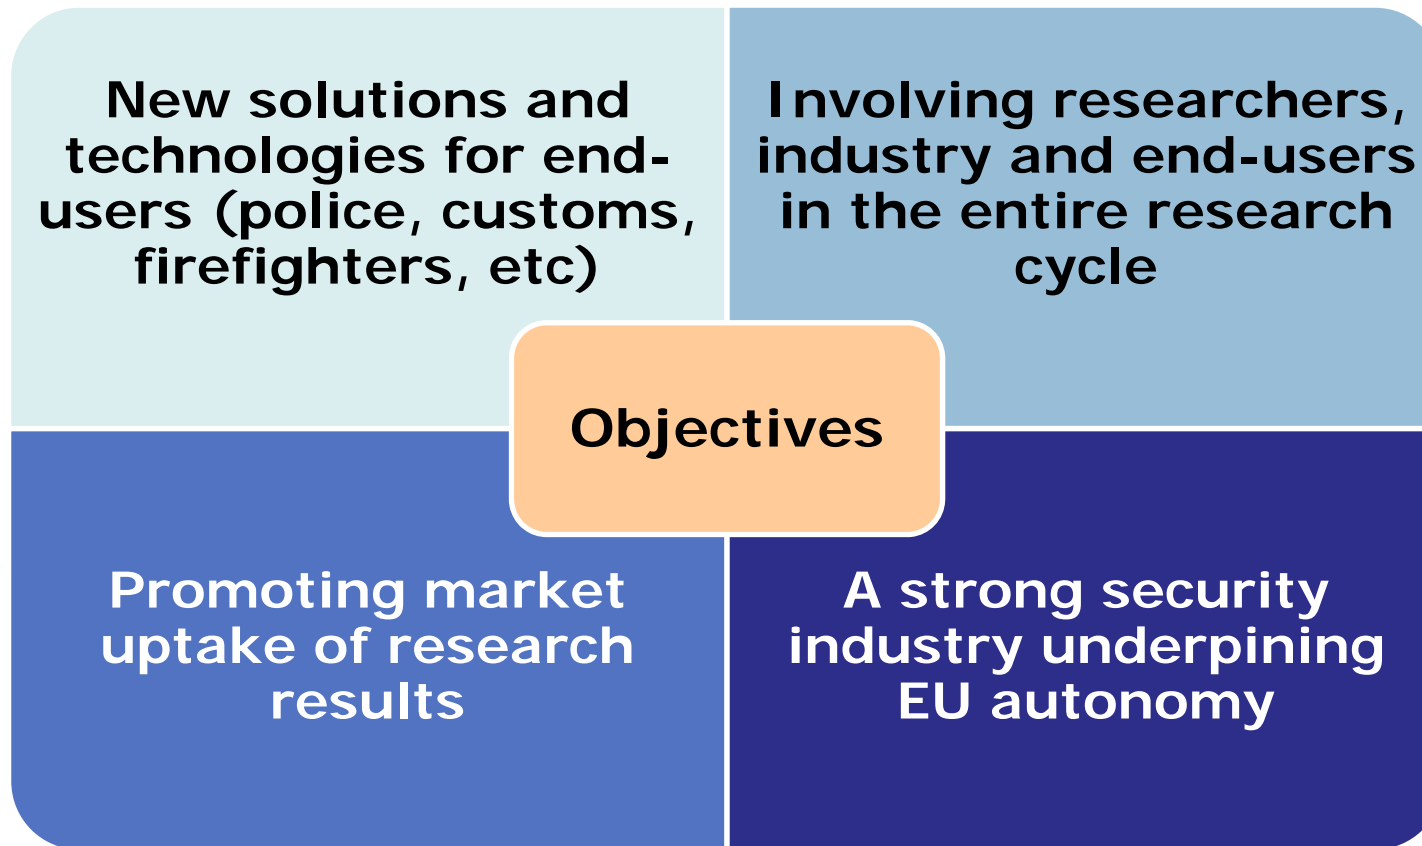 New solutions and
technologies for end-
users (police, customs,
firefighters, etc)
Involving researchers,
industry and end-users
in the entire research
cycle
Objectives
Promoting market
uptake of research
results
A strong security
industry underpining
EU autonomy